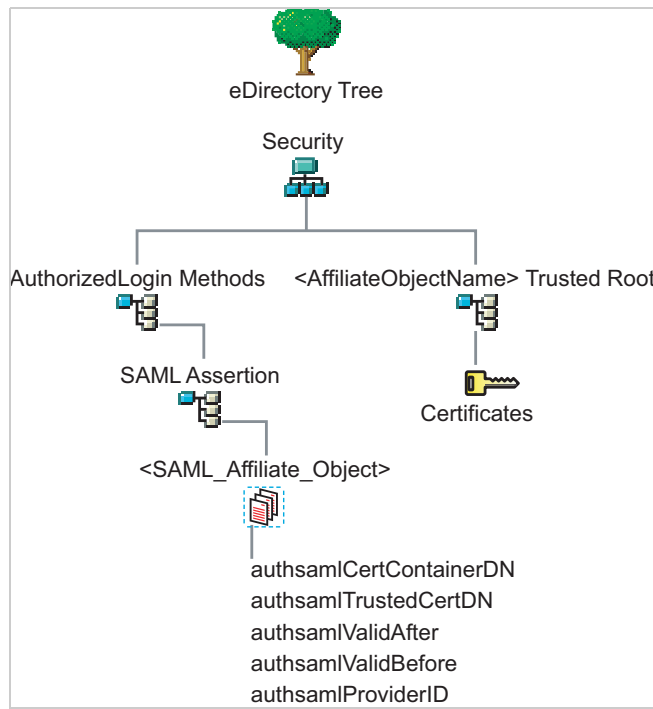 eDirectory Tree
Security
AuthorizedLogin Methods
<AffiliateObjectName> Trusted Root
SAML Assertion
Certificates
<SAML_Affiliate_Object>
authsamlCertContainerDN
authsamlTrustedCertDN
authsamlValidAfter
authsamlValidBefore
authsamlProviderID